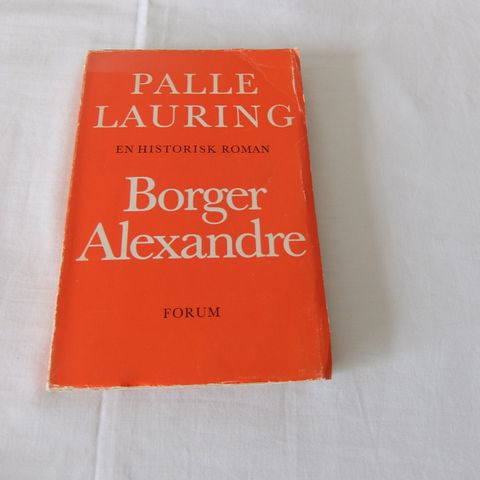 PALLE
LAURING
EN HISTORISK ROMAN
Borger
Alexandre
FORUM